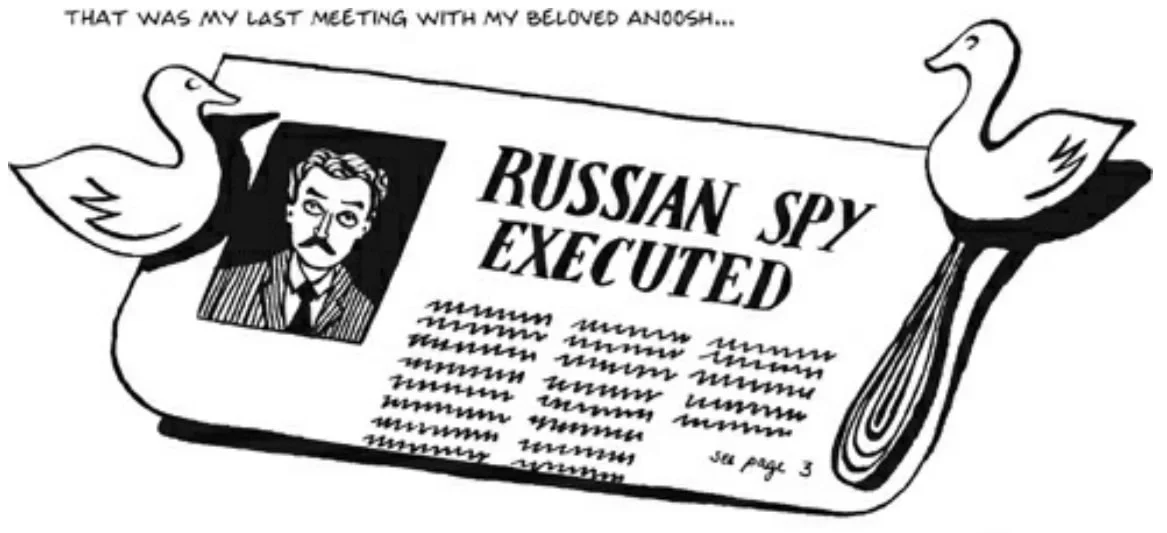 THAT WAS MY LAST MEETING WITH MY BELOVED ANOOSH...
RUSSIAN SPY
EXECUTED
see page 3